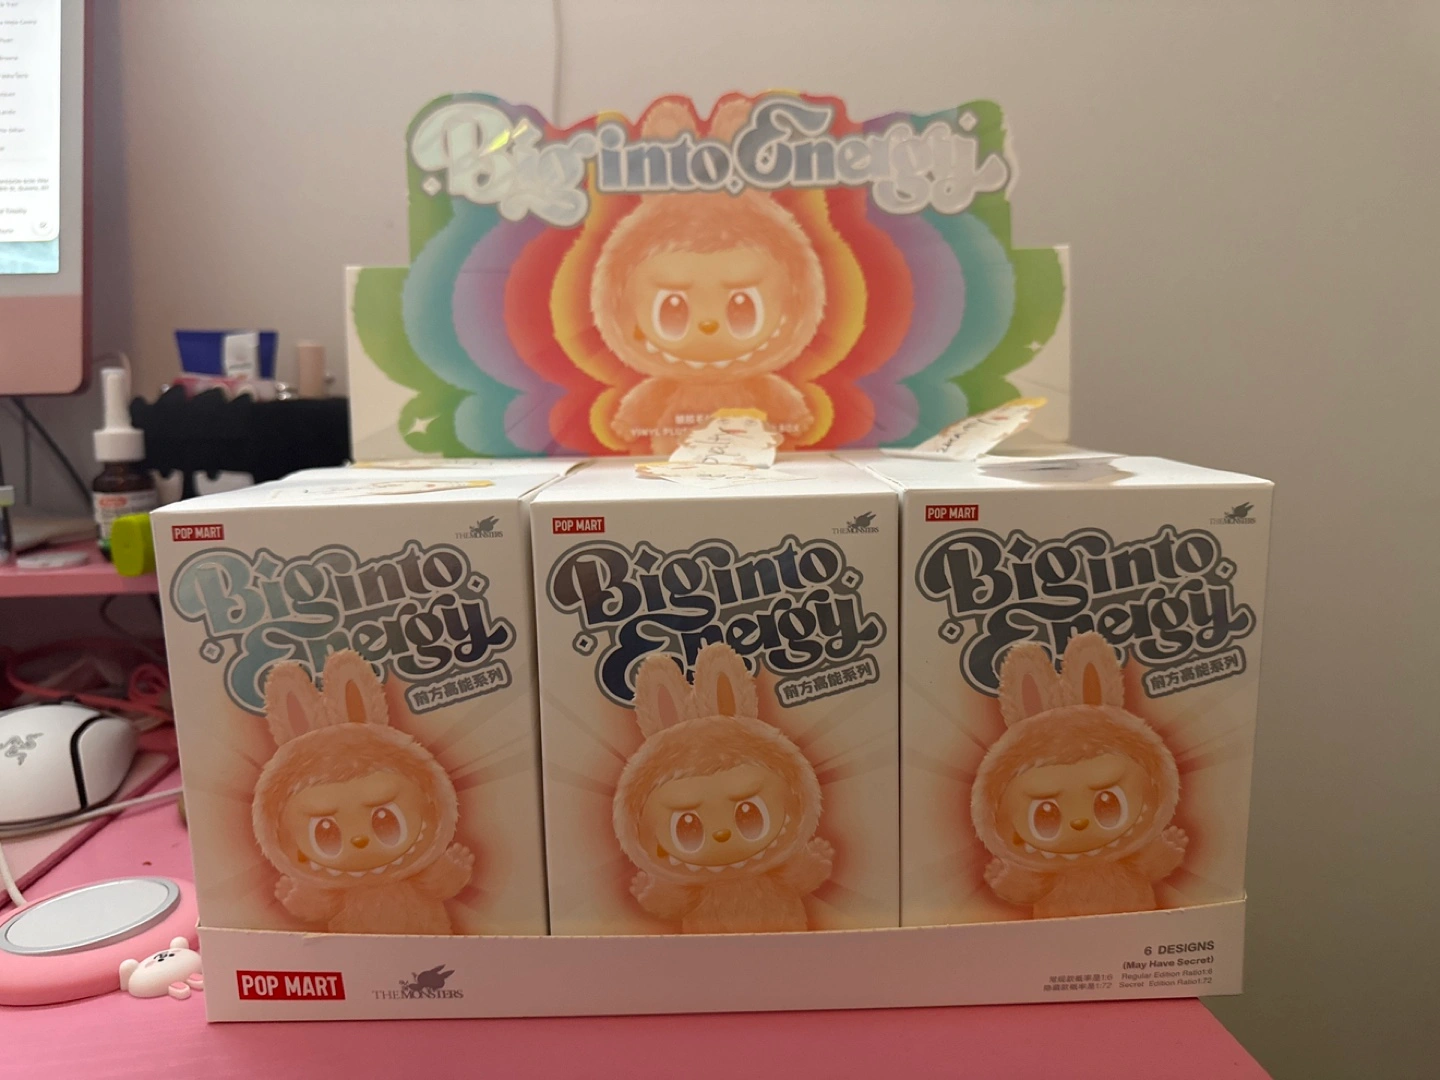 Big into Energy
POP MART
THE MONSTERS
Big into
Energy
前方高能系列
POP MART
THE MONSTERS
Big into
Energy
前方高能系列
POP MART
THE MONSTERS
Big into
Energy
前方高能系列
POP MART
THE MONSTERS
6 DESIGNS
(May Have Secret)
Regular Edition Ratio1:6
Secret Edition Ratio1:72